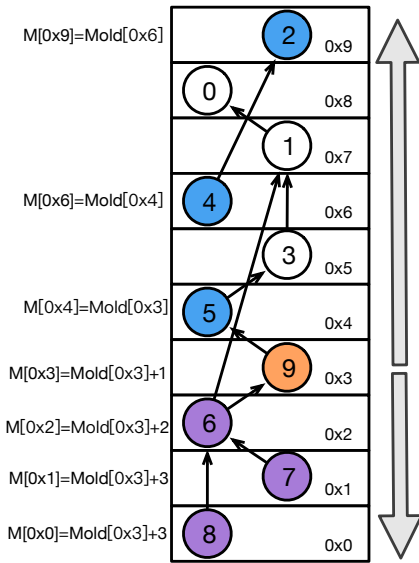 M[0x9]=Mold[0x6] 2 0x9
0 0x8
1 0x7
M[0x6]=Mold[0x4] 4 0x6
3 0x5
M[0x4]=Mold[0x3] 5 0x4
M[0x3]=Mold[0x3]+1 9 0x3
M[0x2]=Mold[0x3]+2 6 0x2
M[0x1]=Mold[0x3]+3 7 0x1
M[0x0]=Mold[0x3]+3 8 0x0